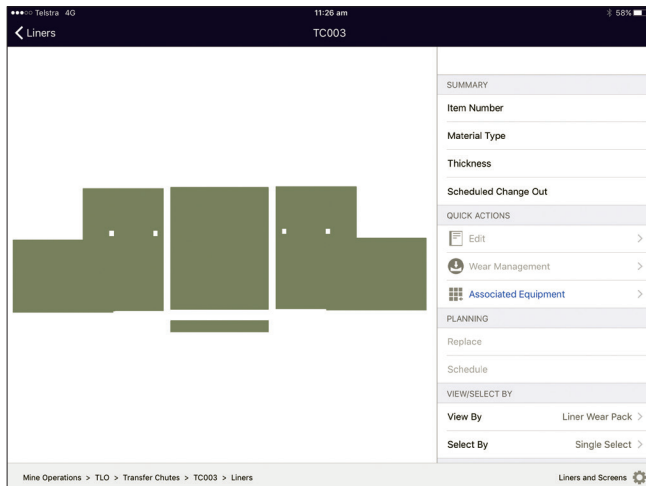 Telstra 4G
11:26 am
58%
Liners
TC003
SUMMARY
Item Number
Material Type
Thickness
Scheduled Change Out
QUICK ACTIONS
Edit
Wear Management
Associated Equipment
PLANNING
Replace
Schedule
VIEW/SELECT BY
View By Liner Wear Pack >
Select By Single Select >
Mine Operations > TLO > Transfer Chutes > TC003 > Liners
Liners and Screens